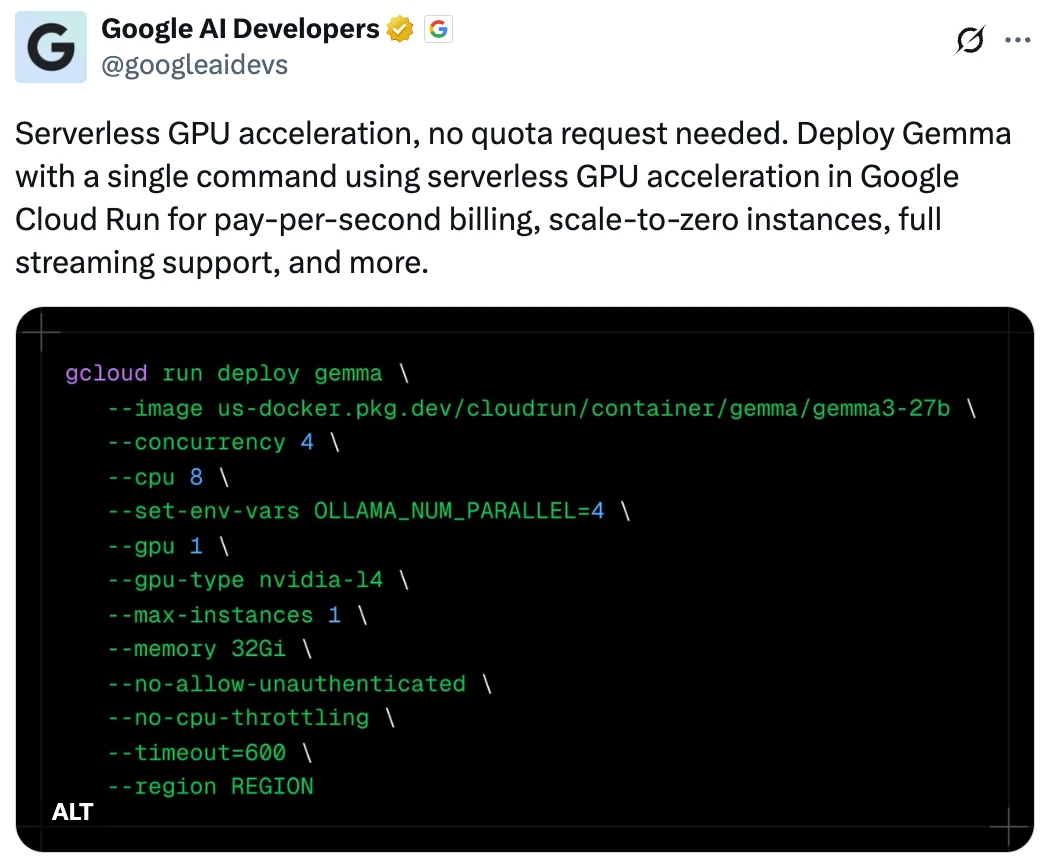 Google AI Developers
@googleaidevs
Serverless GPU acceleration, no quota request needed. Deploy Gemma
with a single command using serverless GPU acceleration in Google
Cloud Run for pay-per-second billing, scale-to-zero instances, full
streaming support, and more.
gcloud run deploy gemma \
--image us-docker.pkg.dev/cloudrun/container/gemma/gemma3-27b \
--concurrency 4 \
--cpu 8 \
--set-env-vars OLLAMA_NUM_PARALLEL=4 \
--gpu 1 \
--gpu-type nvidia-l4 \
--max-instances 1 \
--memory 32Gi \
--no-allow-unauthenticated \
--no-cpu-throttling \
--timeout=600 \
--region REGION
ALT